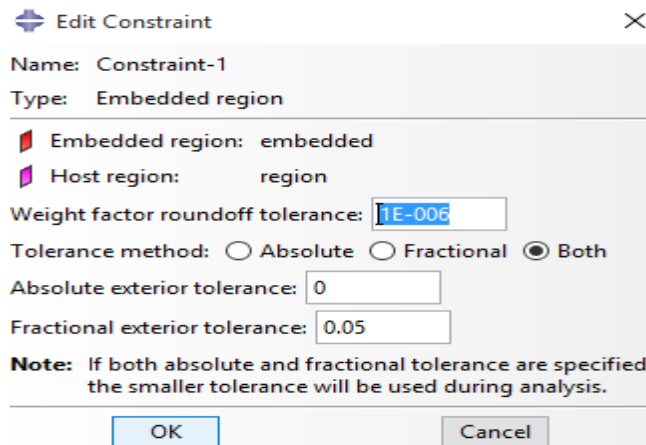 Edit Constraint
Name: Constraint-1
Type: Embedded region
Embedded region: embedded
Host region: region
Weight factor roundoff tolerance: 1E-006
Tolerance method: Absolute Fractional Both
Absolute exterior tolerance: 0
Fractional exterior tolerance: 0.05
Note: If both absolute and fractional tolerance are specified
the smaller tolerance will be used during analysis.
OK Cancel